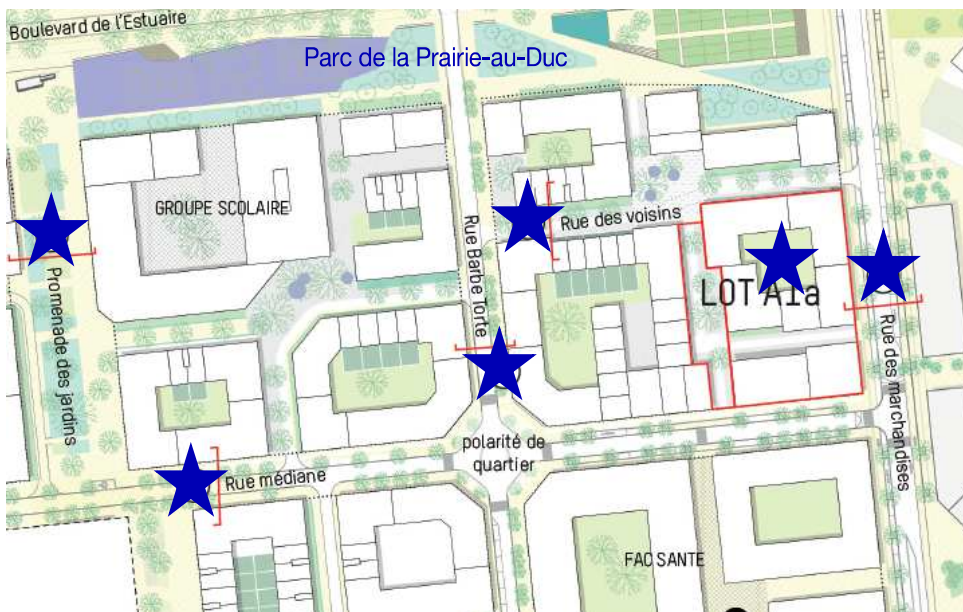 Boulevard de l'Estuaire
Parc de la Prairie-au-Duc
GROUPE SCOLAIRE
Rue des voisins
Rue Barbe Torte
LOT A1a
Promenade des jardins
Rue des marchandises
polarité de
quartier
Rue médiane
FAC SANTE